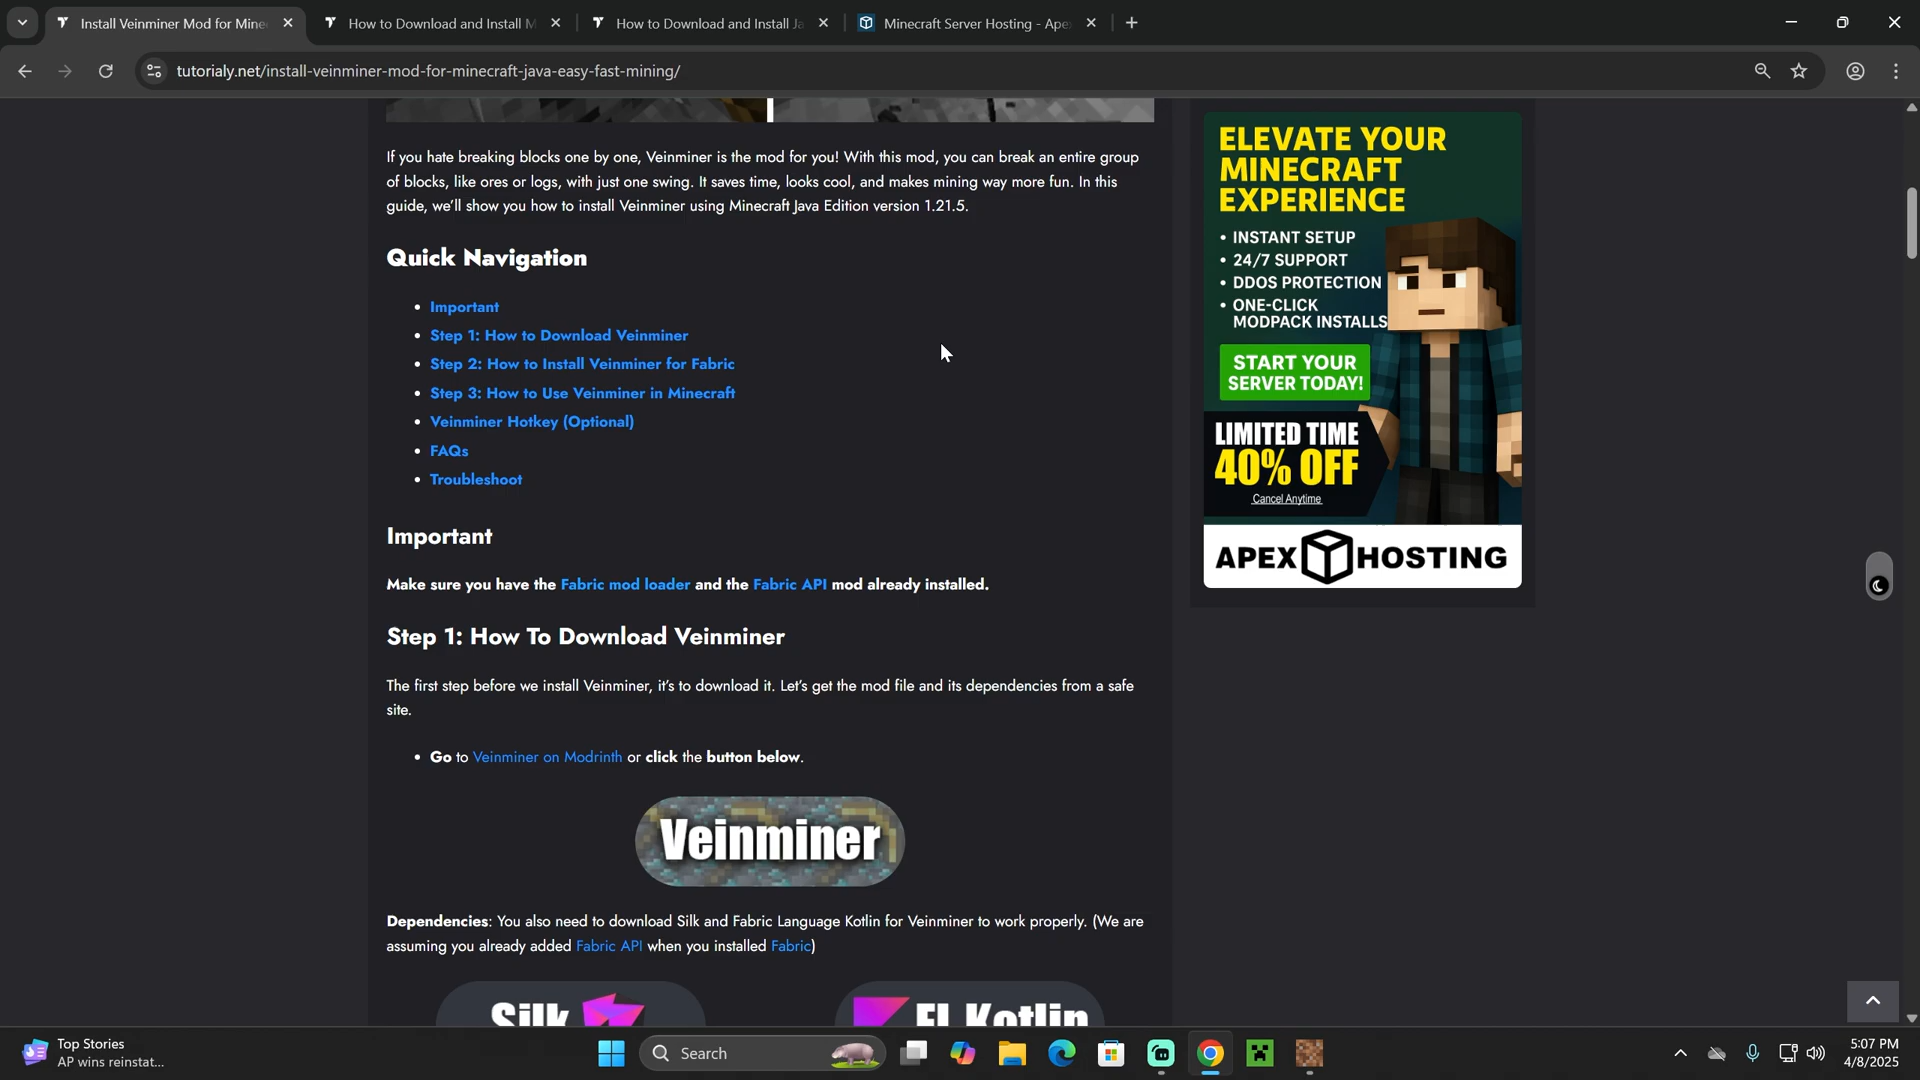 Install Veinminer Mod for Mine
How to Download and Install M
How to Download and Install Ja
Minecraft Server Hosting - Ape
tutorialy.net/install-veinminer-mod-for-minecraft-java-easy-fast-mining/
If you hate breaking blocks one by one, Veinminer is the mod for you! With this mod, you can break an entire group
of blocks, like ores or logs, with just one swing. It saves time, looks cool, and makes mining way more fun. In this
guide, we'll show you how to install Veinminer using Minecraft Java Edition version 1.21.5.
Quick Navigation
• Important
• Step 1: How to Download Veinminer
• Step 2: How to Install Veinminer for Fabric
• Step 3: How to Use Veinminer in Minecraft
• Veinminer Hotkey (Optional)
• FAQs
• Troubleshoot
Important
Make sure you have the Fabric mod loader and the Fabric API mod already installed.
Step 1: How To Download Veinminer
The first step before we install Veinminer, it's to download it. Let's get the mod file and its dependencies from a safe
site.
• Go to Veinminer on Modrinth or click the button below.
Veinminer
Dependencies: You also need to download Silk and Fabric Language Kotlin for Veinminer to work properly. (We are
assuming you already added Fabric API when you installed Fabric)
Silk
FL Kotlin
ELEVATE YOUR
MINECRAFT
EXPERIENCE
• INSTANT SETUP
• 24/7 SUPPORT
• DDOS PROTECTION
• ONE-CLICK
MODPACK INSTALLS
START YOUR
SERVER TODAY!
LIMITED TIME
40% OFF
Cancel Anytime
APEX HOSTING
Top Stories
AP wins reinstat...
Search
5:07 PM
4/8/2025